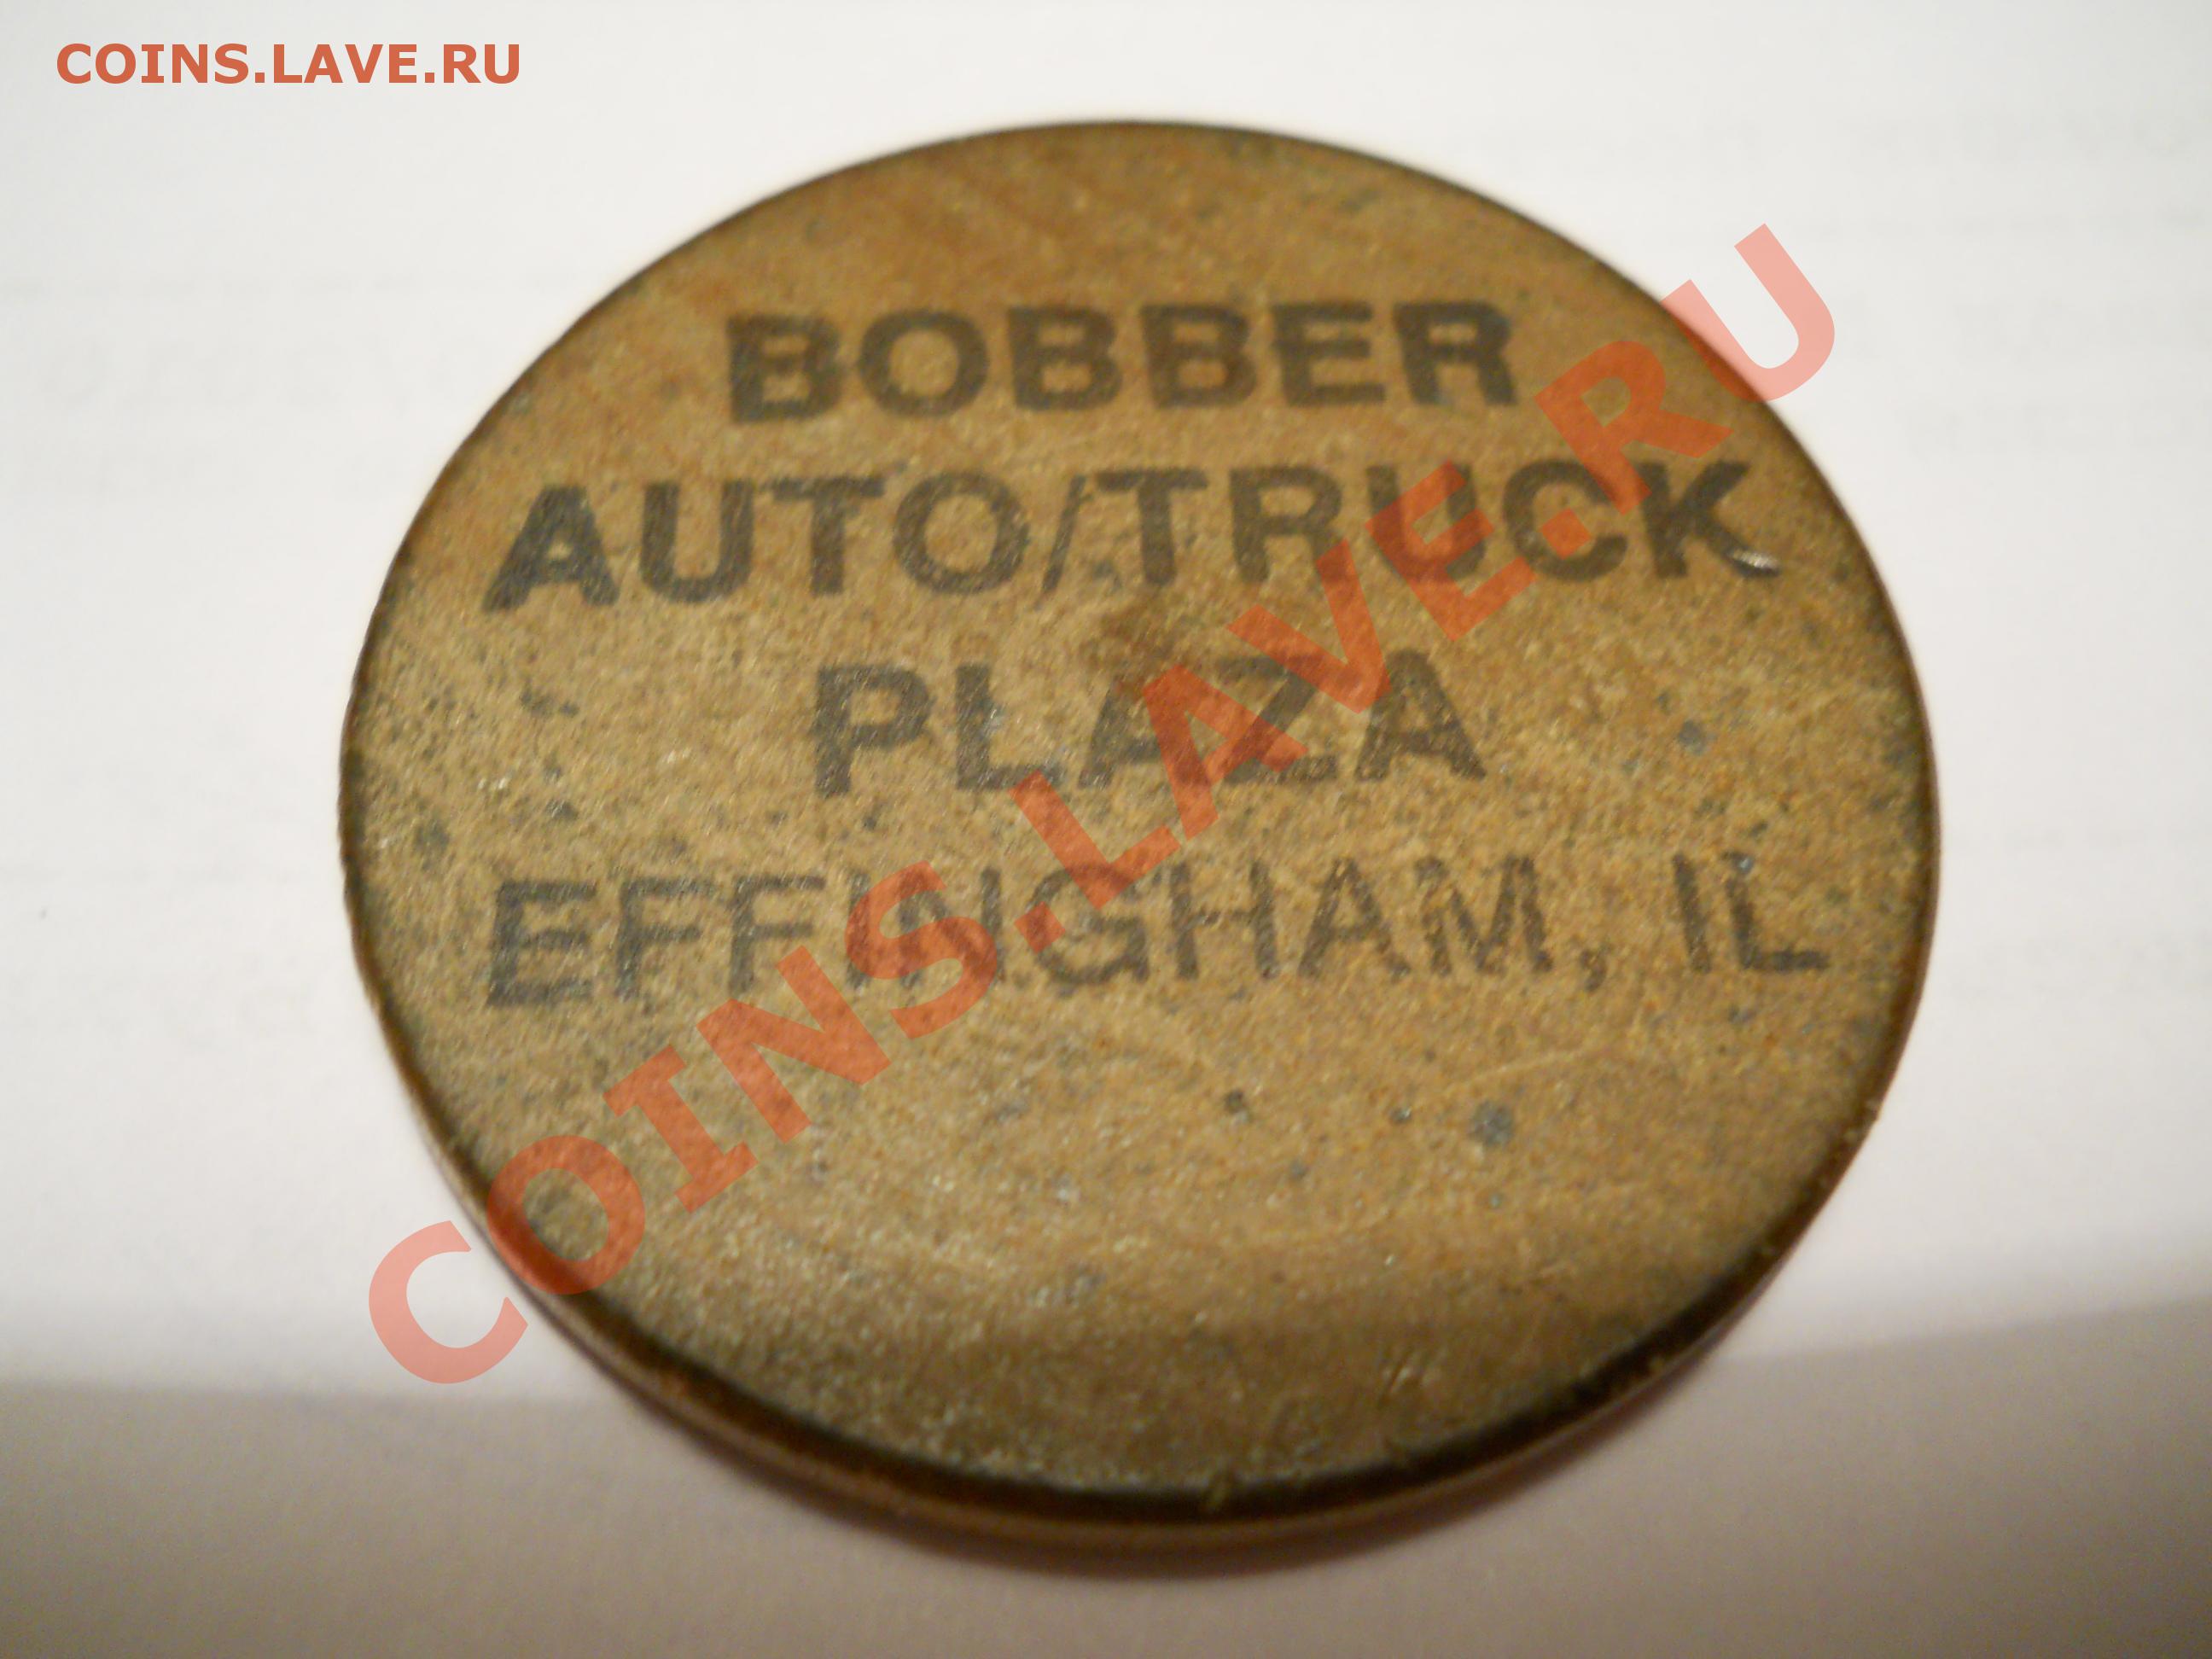 COINS.LAVE.RU
BOBBER
AUTO/TRUCK
PLAZA
EFFINGHAM, IL
COINS.LAVE.RU